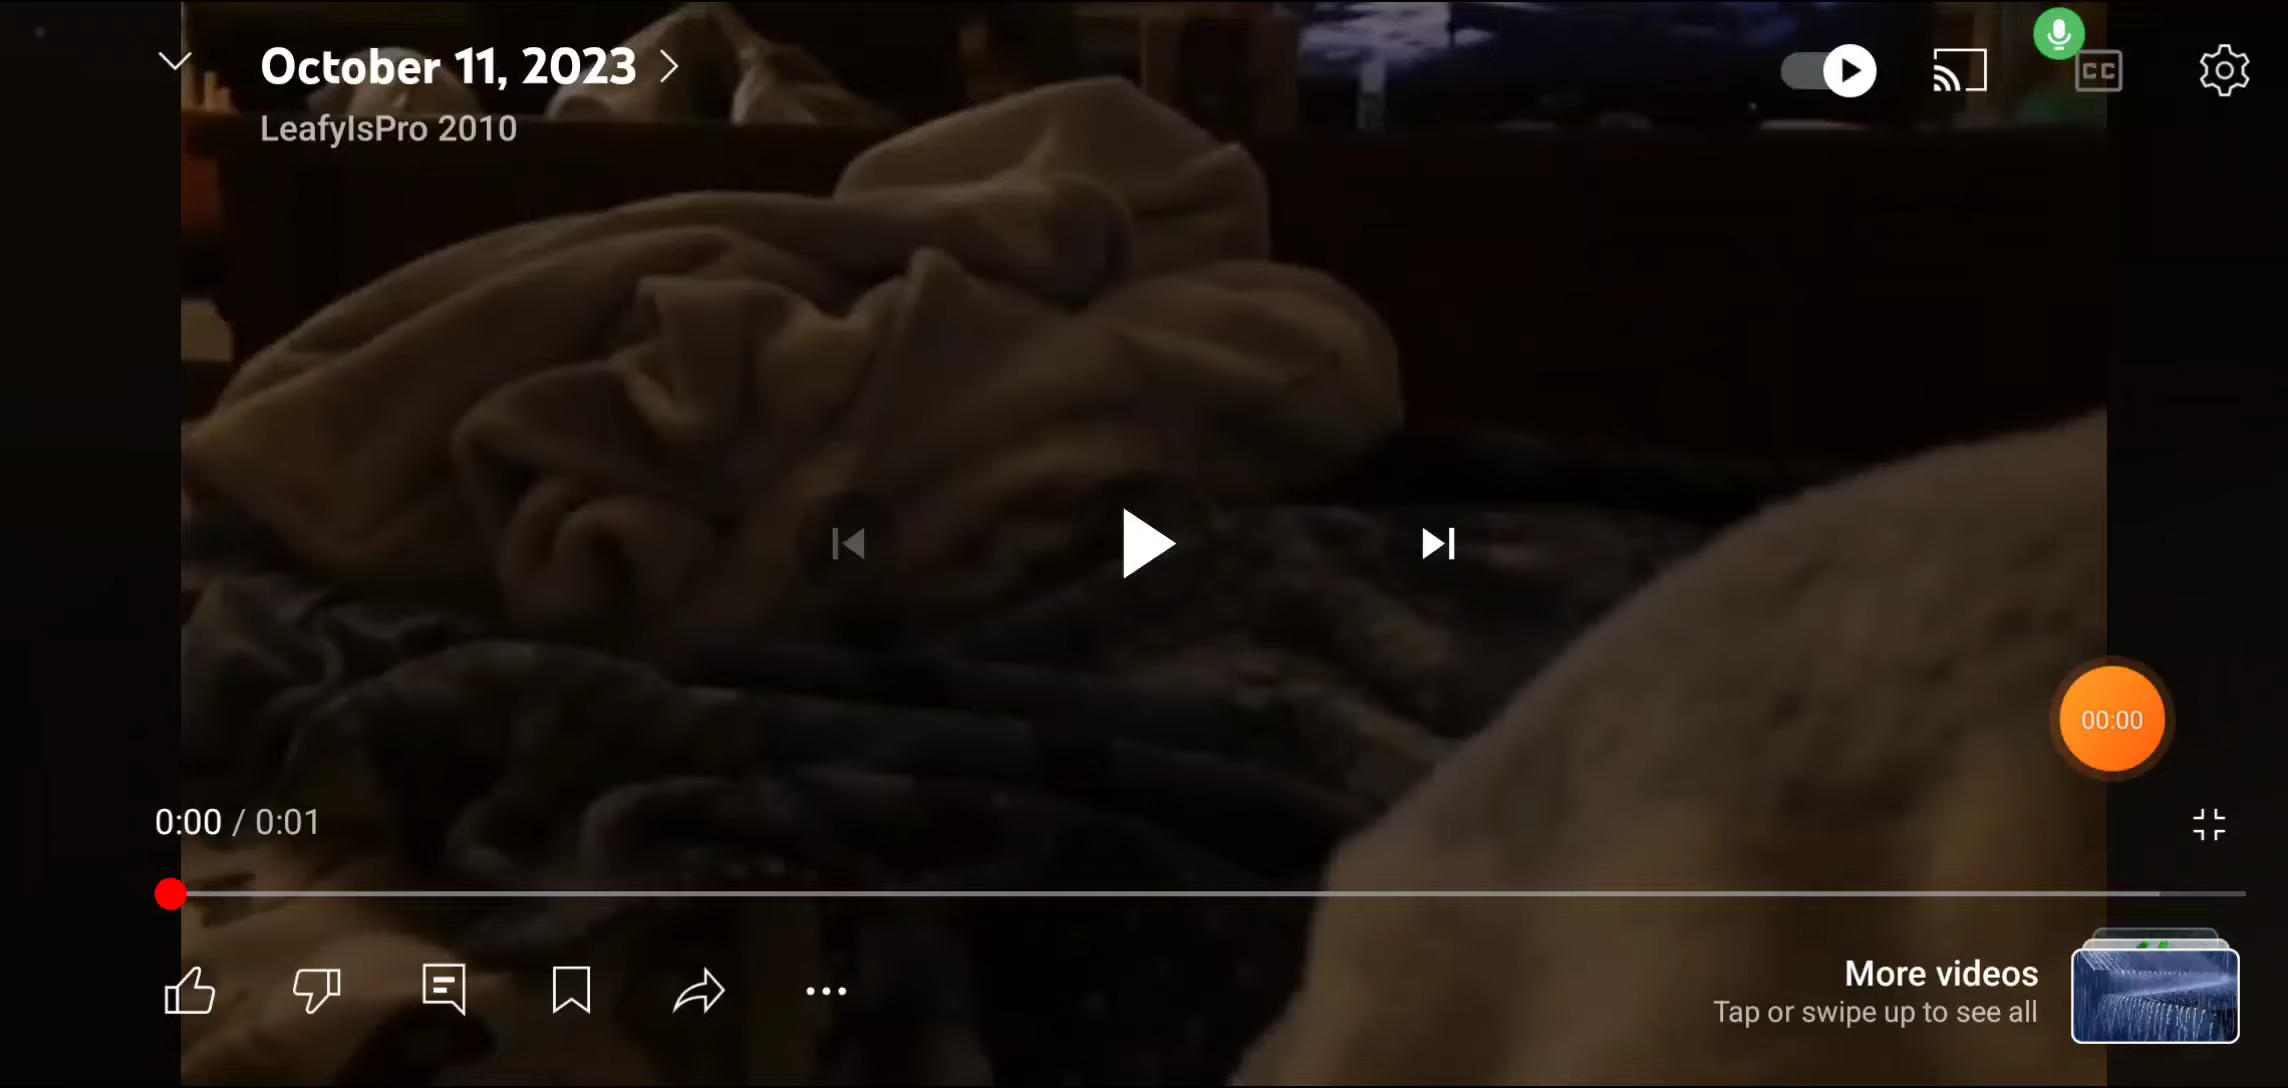 October 11, 2023
LeafyIsPro 2010
CC
00:00
0:00 / 0:01
More videos
Tap or swipe up to see all